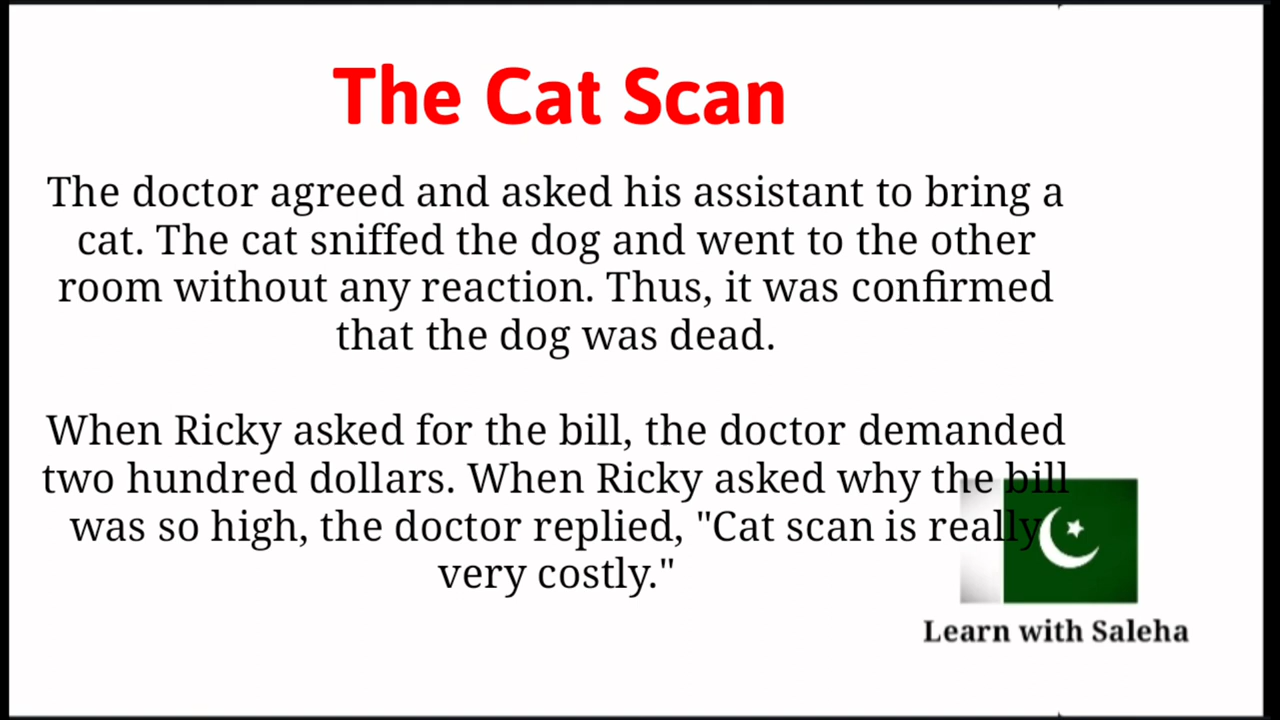 The Cat Scan
The doctor agreed and asked his assistant to bring a
cat. The cat sniffed the dog and went to the other
room without any reaction. Thus, it was confirmed
that the dog was dead.
When Ricky asked for the bill, the doctor demanded
two hundred dollars. When Ricky asked why the bill
was so high, the doctor replied, "Cat scan is really
very costly."
Learn with Saleha